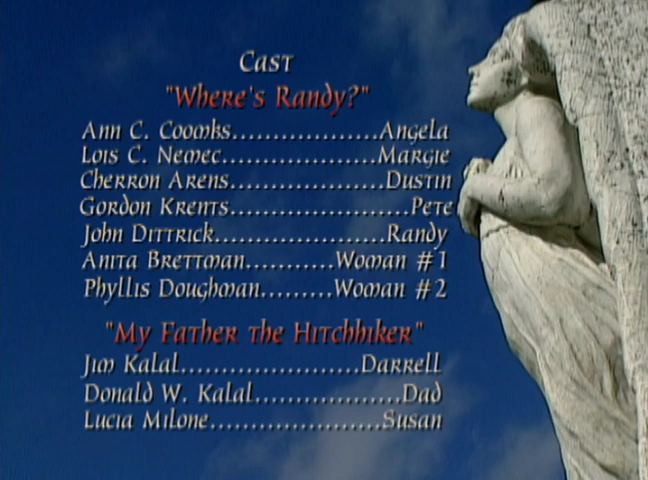 Cast
"Where's Randy?"
Ann C. Coombs...................Angela
Lois C. Nemec....................Margie
Cherron Arens....................Dustin
Gordon Krents.......................Pete
John Dittrick......................Randy
Anita Brettman...........Woman #1
Phyllis Doughman.........Woman #2
"My Father the Hitchhiker"
Jim Kalal.......................Darrell
Donald W. Kalal..................Dad
Lucia Milone.....................Susan